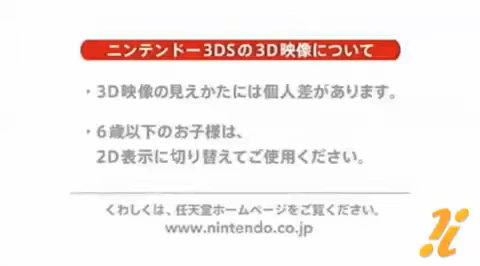 ニンテンドー3DSの3D映像について
・3D映像の見えかたには個人差があります。
・6歳以下のお子様は、
2D表示に切り替えてご使用ください。
くわしくは、任天堂ホームページをご覧ください。
www.nintendo.co.jp